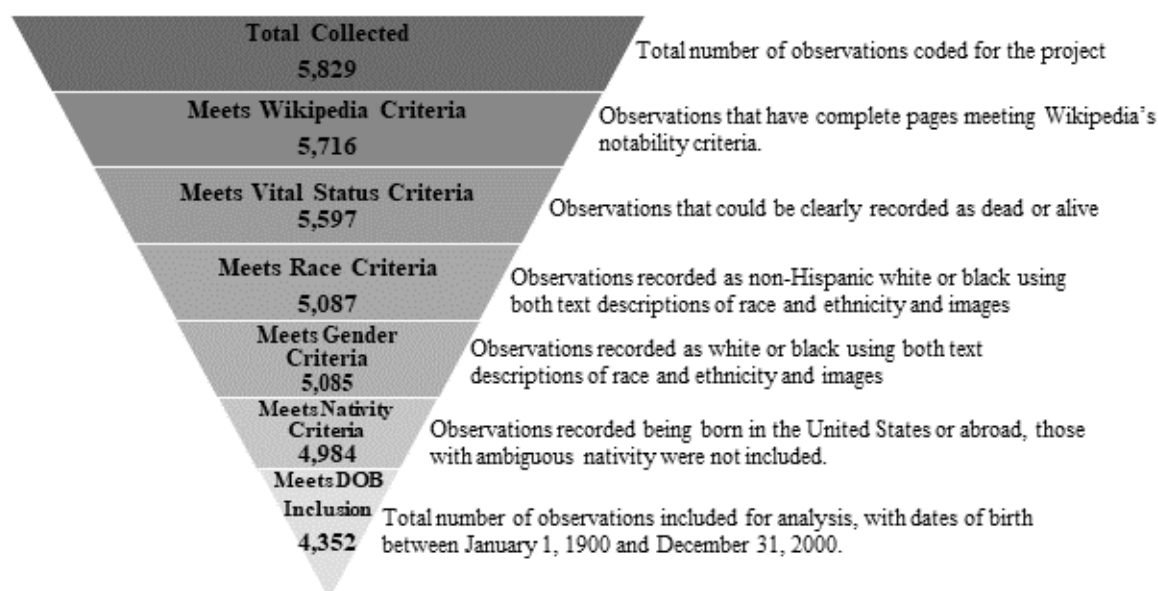 Total Collected
5,829
Total number of observations coded for the project
Meets Wikipedia Criteria
5,716
Observations that have complete pages meeting Wikipedia's
notability criteria.
Meets Vital Status Criteria
5,597
Observations that could be clearly recorded as dead or alive
Meets Race Criteria
5,087
Observations recorded as non-Hispanic white or black using
both text descriptions of race and ethnicity and images
Meets Gender
Criteria
5,085
Observations recorded as white or black using both text
descriptions of race and ethnicity and images
Meets Nativity
Criteria
4,984
Observations recorded being born in the United States or abroad, those
with ambiguous nativity were not included.
Meets DOB
Inclusion
4,352
Total number of observations included for analysis, with dates of birth
between January 1, 1900 and December 31, 2000.